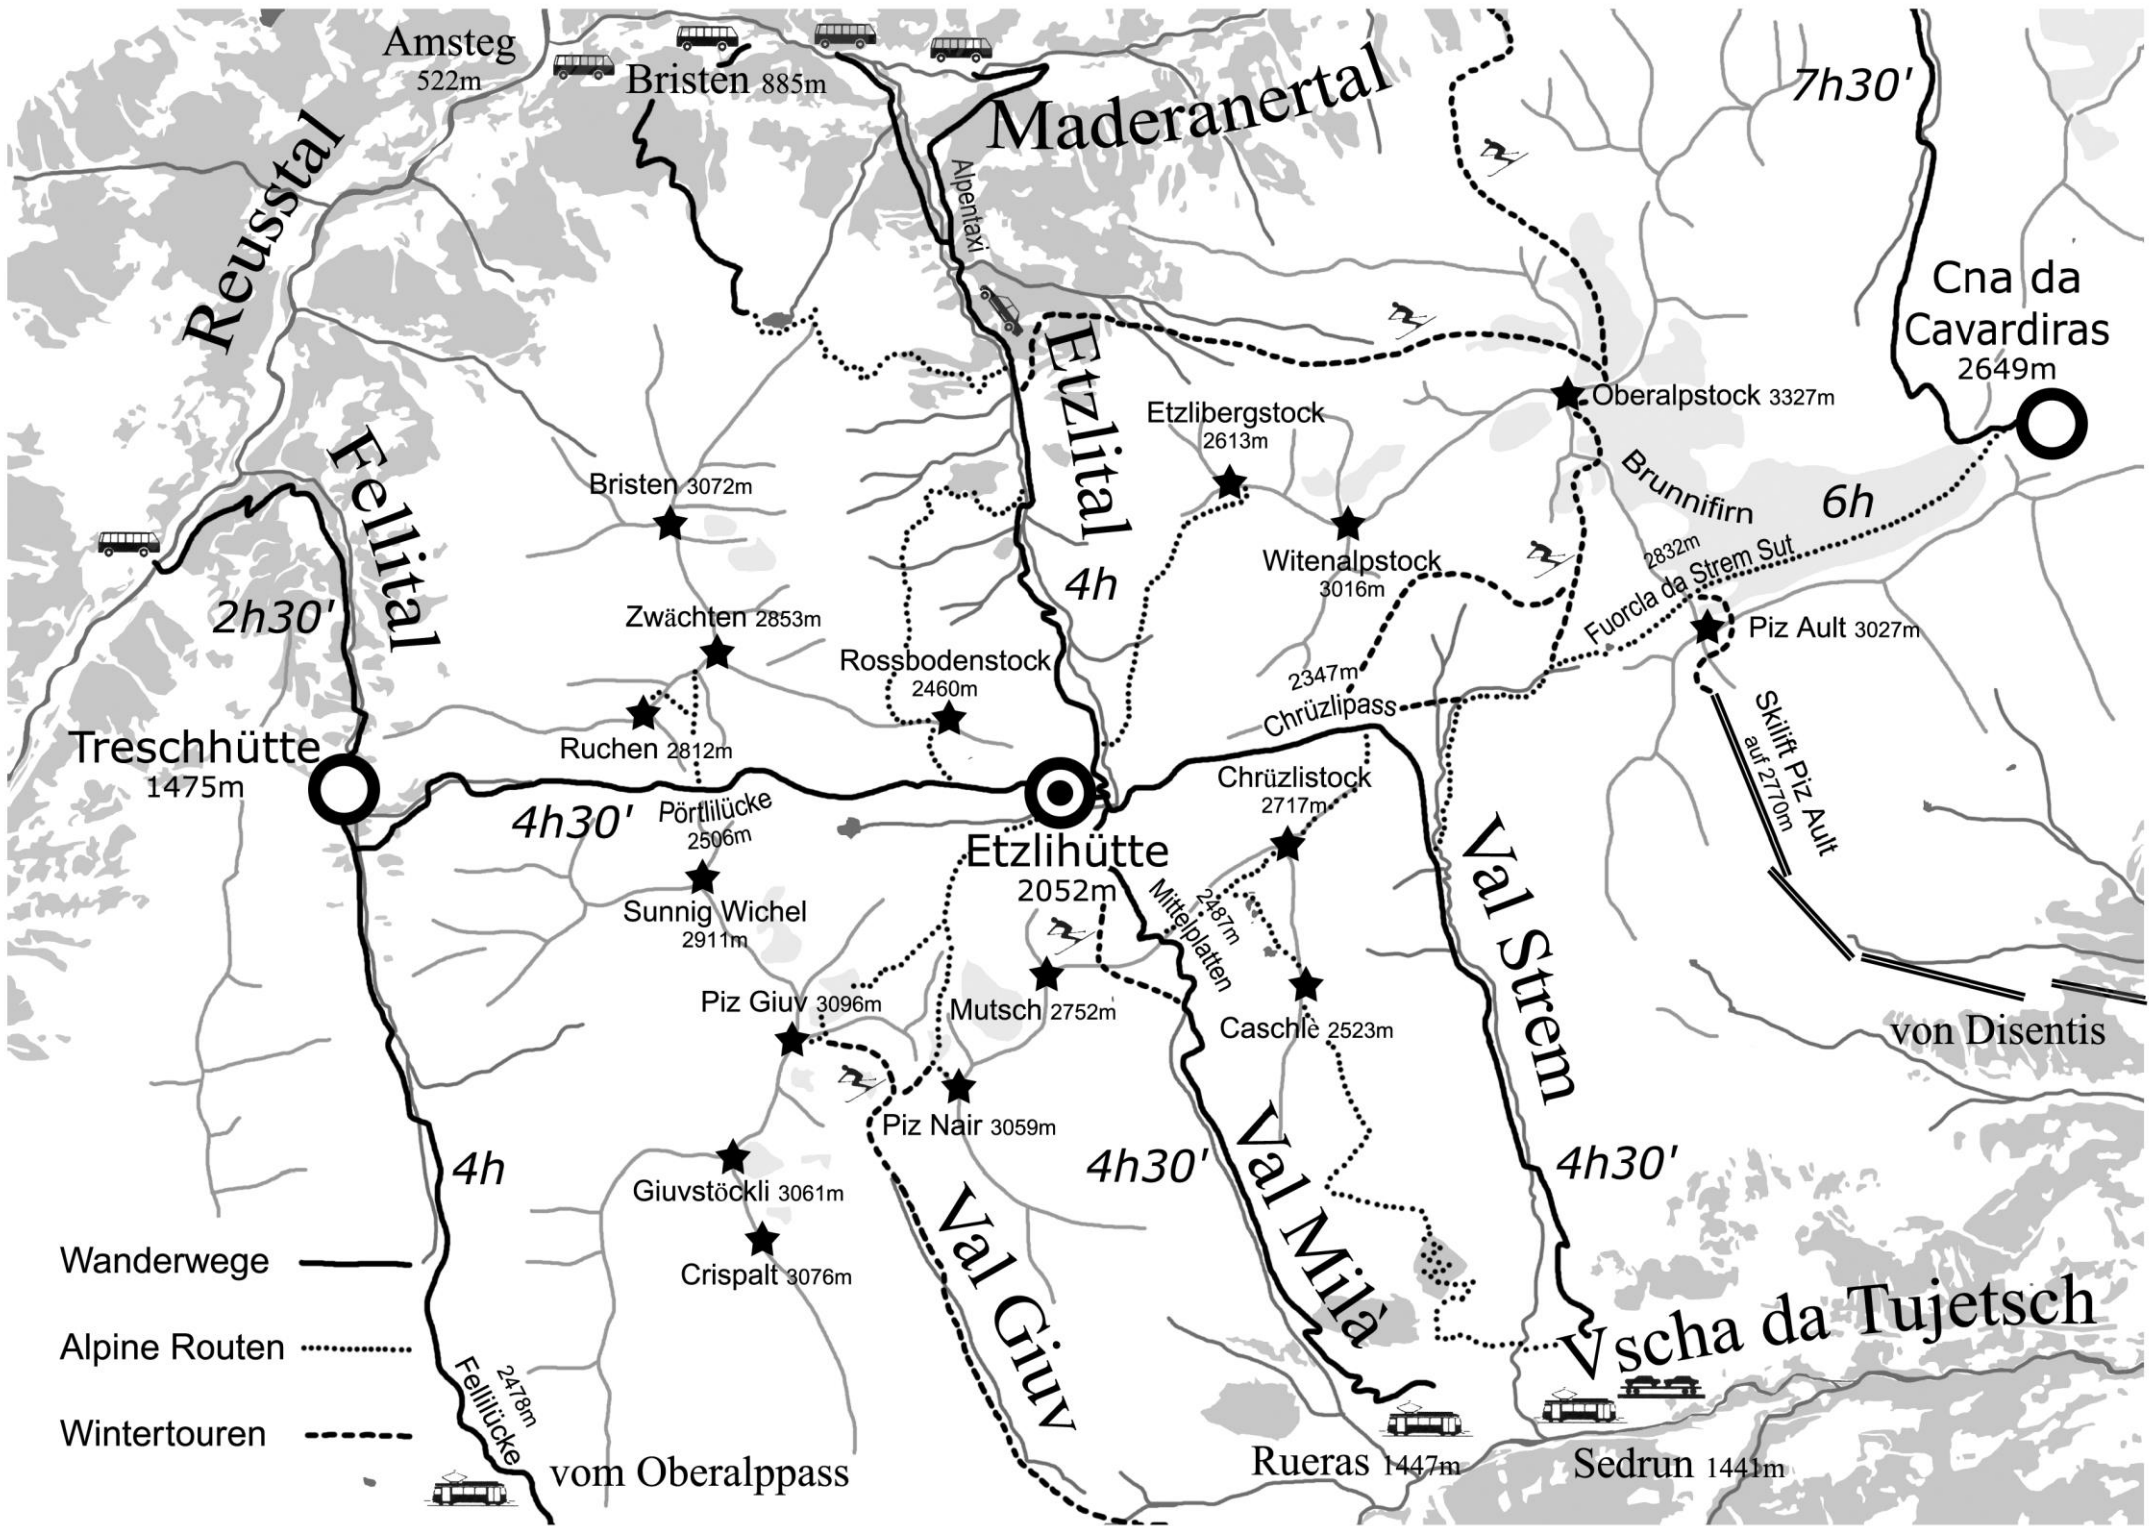 Amsteg
522m
Bristen 885m
Maderanertal
7h30'
Reusstal
Alpentaxi
Cna da
Cavardiras
2649m
Etzlital
Oberalpstock 3327m
Etzlibergstock
2613m
Fellital
Bristen 3072m
Brunnifirn
6h
Witenalpstock
3016m
2832m
Fuorcla da Strem Sut
4h
2h30'
Zwächten 2853m
Piz Ault 3027m
Rossbodenstock
2460m
2347m
Chrüzlipass
Treschhütte
1475m
Ruchen 2812m
Skilift Piz Ault
auf 2770m
Chrüzlistock
2717m
4h30'
Pörtlilücke
2506m
Etzlihütte
2052m
Mittelplatten
2487m
Val Strem
Sunnig Wichel
2911m
Piz Giuv 3096m
Mutsch 2752m
Caschlè 2523m
von Disentis
Piz Nair 3059m
4h
4h30'
Val Milà
4h30'
Giuvstöckli 3061m
Val Giuv
Crispalt 3076m
Wanderwege
Alpine Routen
Wintertouren
Vscha da Tujetsch
2478m
Fellilücke
vom Oberalppass
Rueras 1447m
Sedrun 1441m